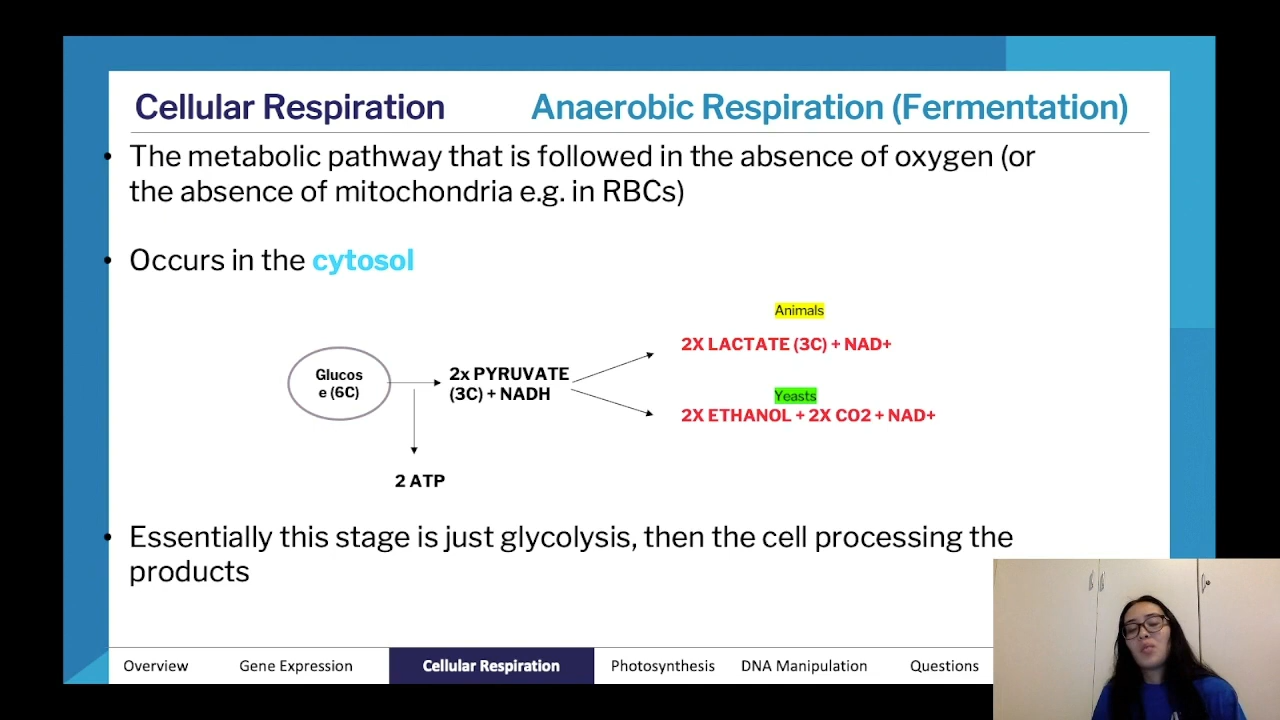 Cellular Respiration
Anaerobic Respiration (Fermentation)
• The metabolic pathway that is followed in the absence of oxygen (or
the absence of mitochondria e.g. in RBCs)
• Occurs in the cytosol
Animals
2X LACTATE (3C) + NAD+
Glucos
e (6C)
2x PYRUVATE
(3C) + NADH
Yeasts
2X ETHANOL + 2X CO2 + NAD+
2 ATP
• Essentially this stage is just glycolysis, then the cell processing the
products
Overview
Gene Expression
Cellular Respiration
Photosynthesis
DNA Manipulation
Questions